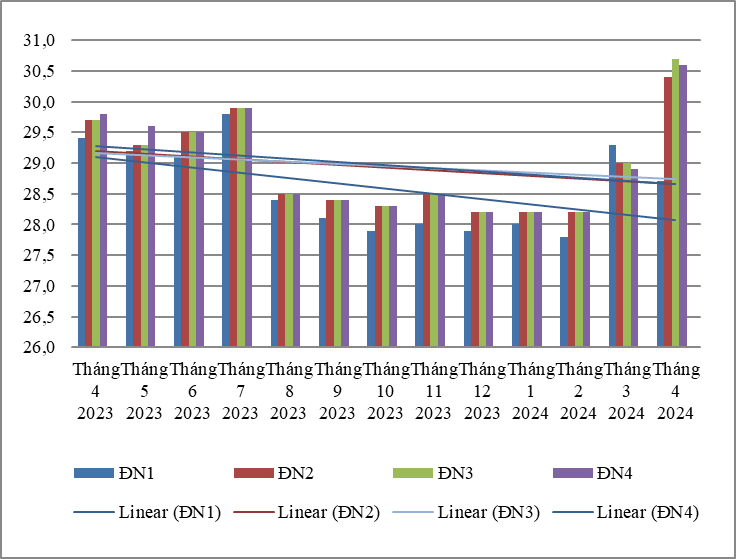 31,0
30,5
30,0
29,5
29,0
28,5
28,0
27,5
27,0
26,5
26,0
Tháng Tháng Tháng Tháng Tháng Tháng Tháng Tháng Tháng Tháng Tháng Tháng Tháng
4 5 6 7 8 9 10 11 12 1 2 3 4
2023 2023 2023 2023 2023 2023 2023 2023 2023 2024 2024 2024 2024
ĐN1 ĐN2 ĐN3 ĐN4
Linear (ĐN1) Linear (ĐN2) Linear (ĐN3) Linear (ĐN4)